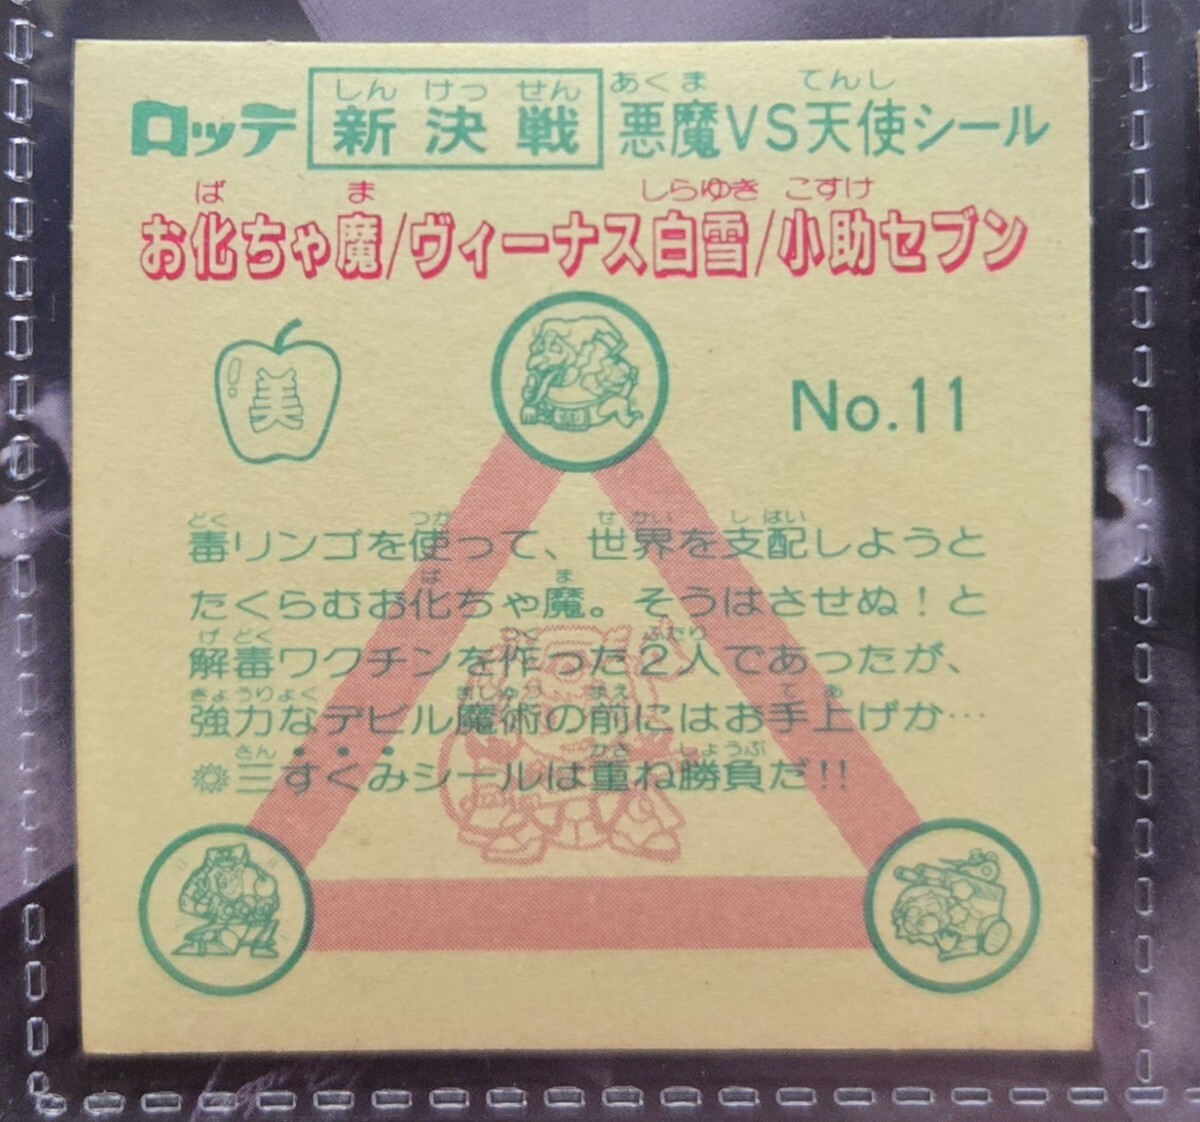 ロッテ 新決戦 悪魔VS天使シール
しん けっ せん あくま てんし
お化ちゃ魔/ヴィーナス白雪/小助セブン
ば ま しらゆき こすけ
美
No.11
毒リンゴを使って、世界を支配しようと
どく つか せかい しはい
たくらむお化ちゃ魔。そうはさせぬ!と
ば ま
解毒ワクチンを作った2人であったが、
げどく つく ふたり
強力なデビル魔術の前にはお手上げか…
きょうりょく まじゅつ まえ て あ
三すくみシールは重ね勝負だ!!
さん かさ しょうぶ